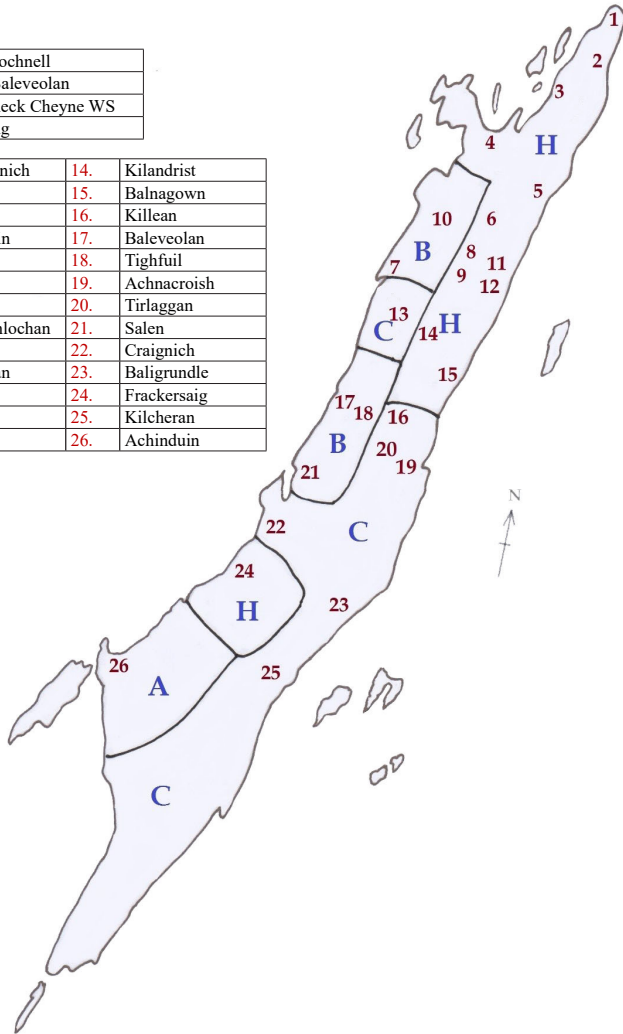 ochnell
aleveolan
eck Cheyne WS
g
nich 14. Kilandrist
15. Balnagown
16. Killean
n 17. Baleveolan
18. Tighfuil
19. Achnacroish
20. Tirlaggan
lochan 21. Salen
22. Craignich
n 23. Baligrundle
24. Frackersaig
25. Kilcheran
26. Achinduin
1
2
3
4
H
5
10
6
B
8
7
9
11
12
13
C
14
H
15
17
18
16
B
20
19
21
N
22
C
24
H
23
26
A
25
C